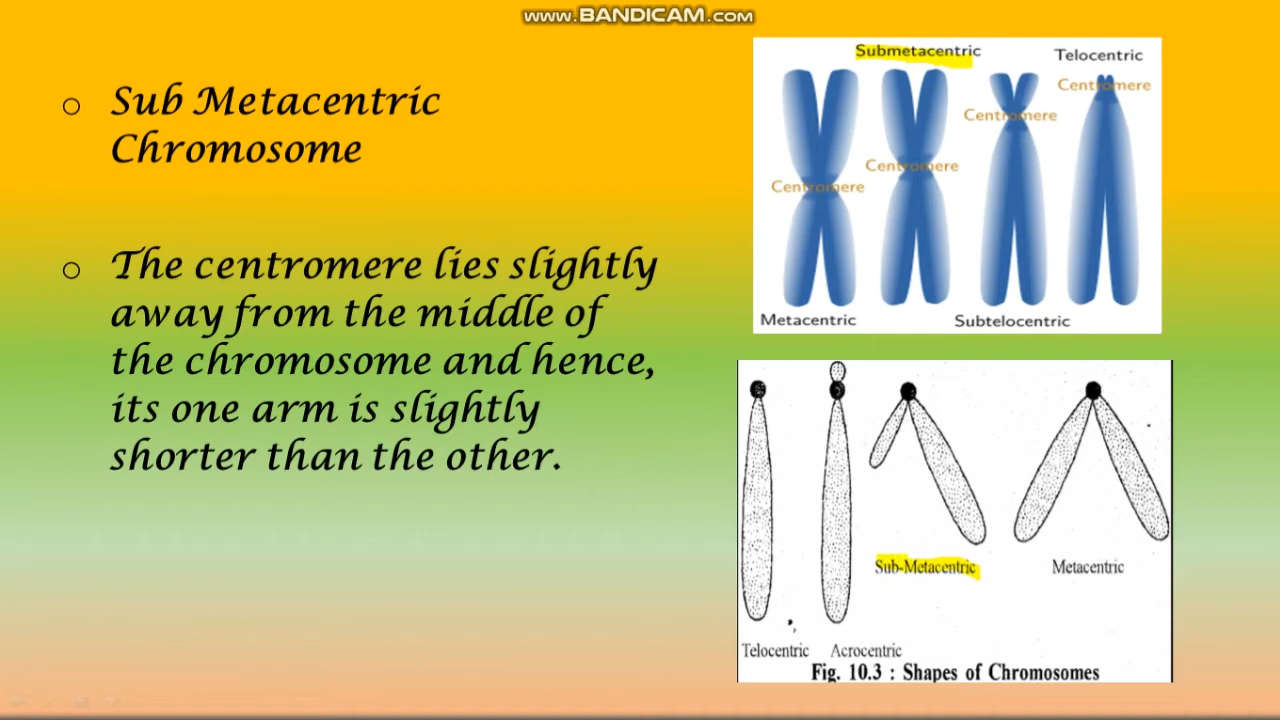 www.BANDICAM.com
Sub Metacentric
Chromosome
The centromere lies slightly
away from the middle of
the chromosome and hence,
its one arm is slightly
shorter than the other.
Submetacentric
Telocentric
Centromere
Centromere
Centromere
Centromere
Metacentric
Subtelocentric
Sub-Metacentric
Metacentric
Telocentric
Acrocentric
Fig. 10.3 : Shapes of Chromosomes